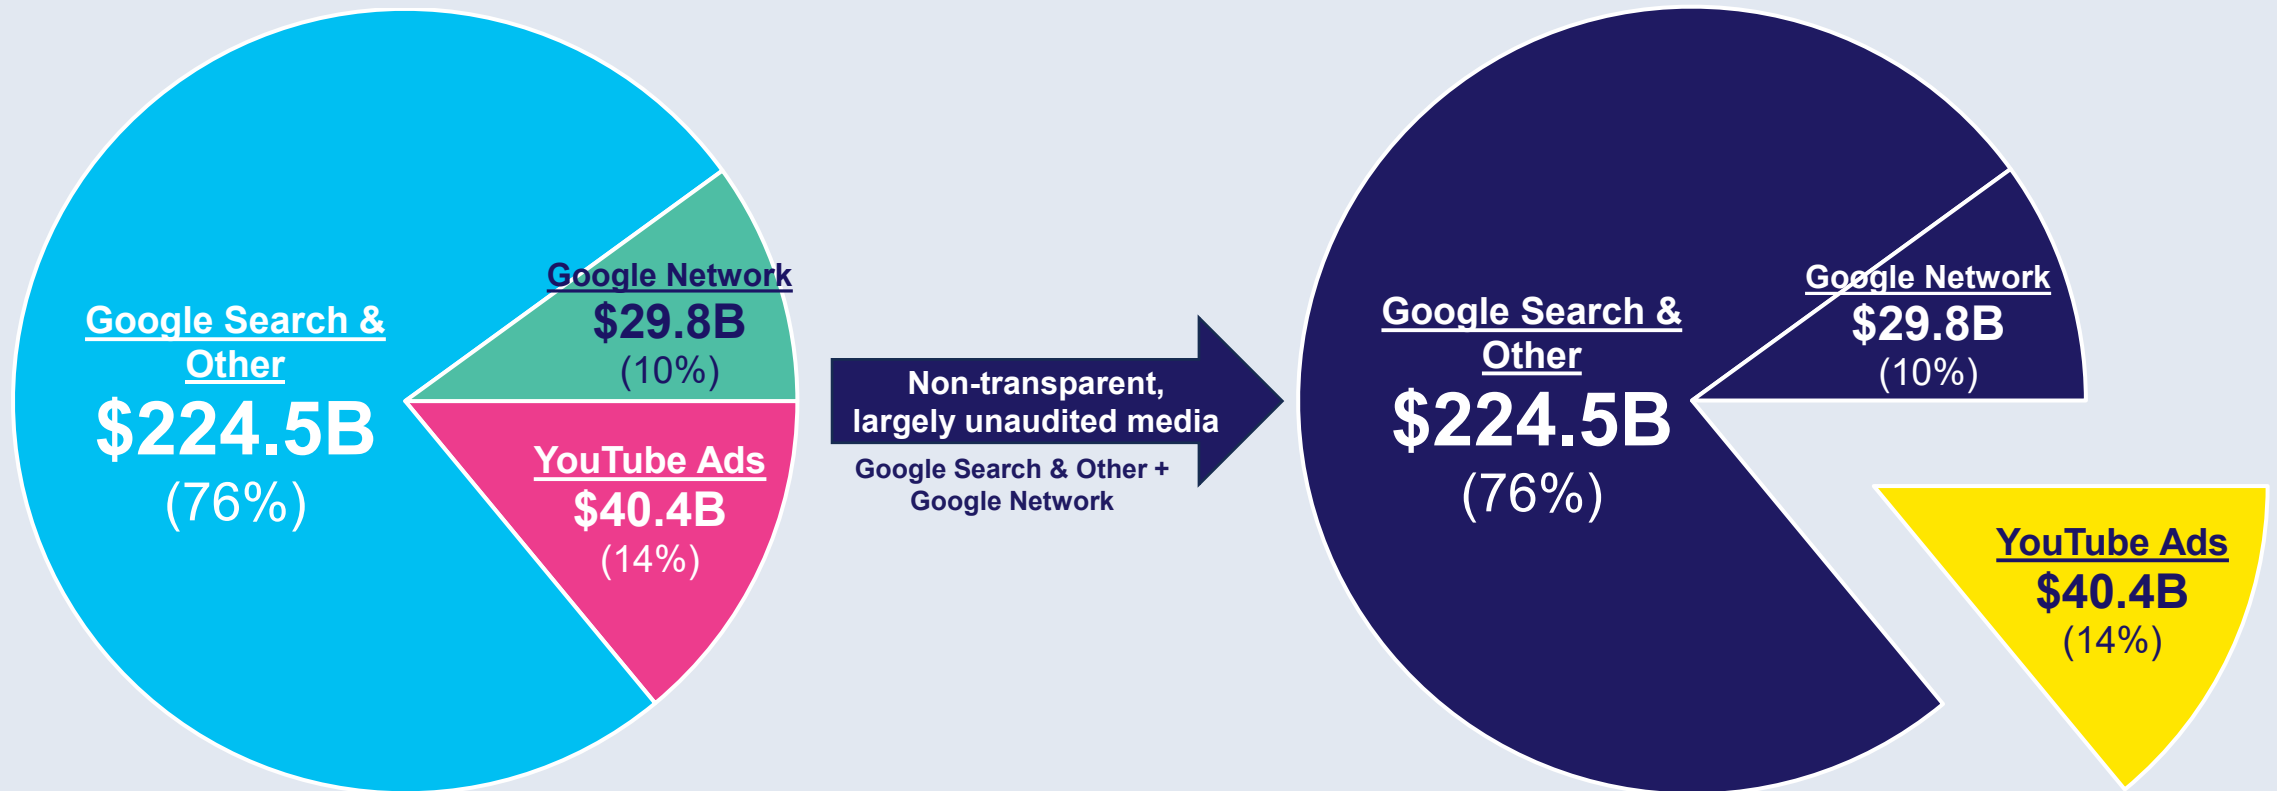 Google Search &
Other
$224.5B
(76%)
Google Network
$29.8B
(10%)
YouTube Ads
$40.4B
(14%)
Non-transparent,
largely unaudited media
Google Search & Other +
Google Network
Google Search &
Other
$224.5B
(76%)
Google Network
$29.8B
(10%)
YouTube Ads
$40.4B
(14%)